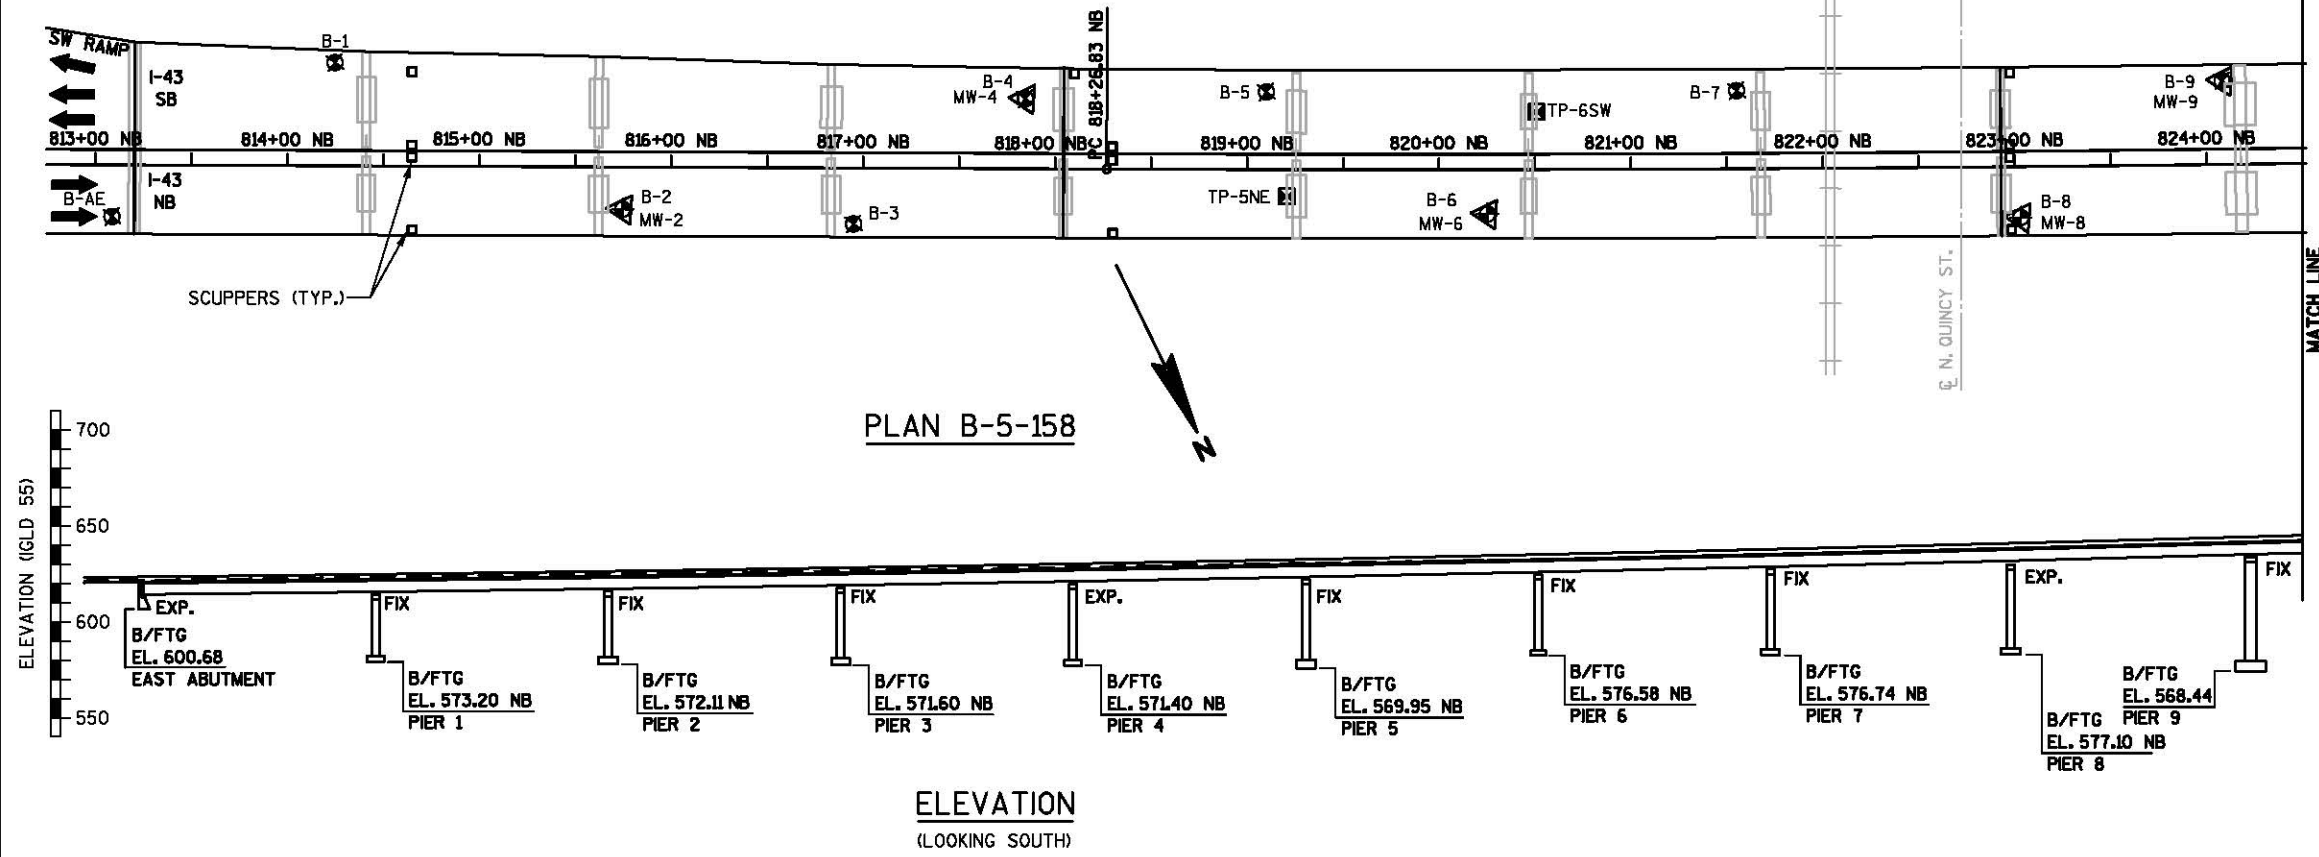 SW RAMP
I-43
SB
B-1
B-4
MW-4
PC 818+26.83 NB
B-5
TP-6SW
B-7
B-9
MW-9
813+00 NB
814+00 NB
815+00 NB
816+00 NB
817+00 NB
818+00 NB
819+00 NB
820+00 NB
821+00 NB
822+00 NB
823+00 NB
824+00 NB
I-43
NB
B-AE
B-2
MW-2
B-3
TP-5NE
B-6
MW-6
B-8
MW-8
SCUPPERS (TYP.)
℄ N. QUINCY ST.
MATCH LINE
N
PLAN B-5-158
ELEVATION (IGLD 55)
700
650
600
550
EXP.
FIX
FIX
FIX
EXP.
FIX
FIX
FIX
EXP.
FIX
B/FTG
EL. 600.68
EAST ABUTMENT
B/FTG
EL. 573.20 NB
PIER 1
B/FTG
EL. 572.11 NB
PIER 2
B/FTG
EL. 571.60 NB
PIER 3
B/FTG
EL. 571.40 NB
PIER 4
B/FTG
EL. 569.95 NB
PIER 5
B/FTG
EL. 576.58 NB
PIER 6
B/FTG
EL. 576.74 NB
PIER 7
B/FTG
EL. 577.10 NB
PIER 8
B/FTG
EL. 568.44
PIER 9
ELEVATION
(LOOKING SOUTH)